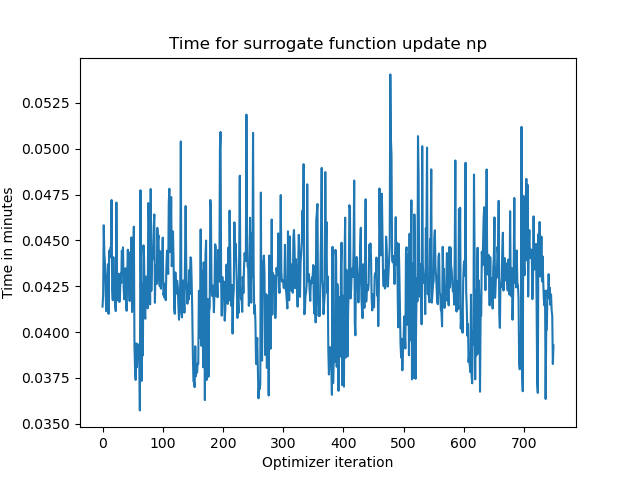 Time for surrogate function update np
Time in minutes
0.0525
0.0500
0.0475
0.0450
0.0425
0.0400
0.0375
0.0350
0 100 200 300 400 500 600 700
Optimizer iteration